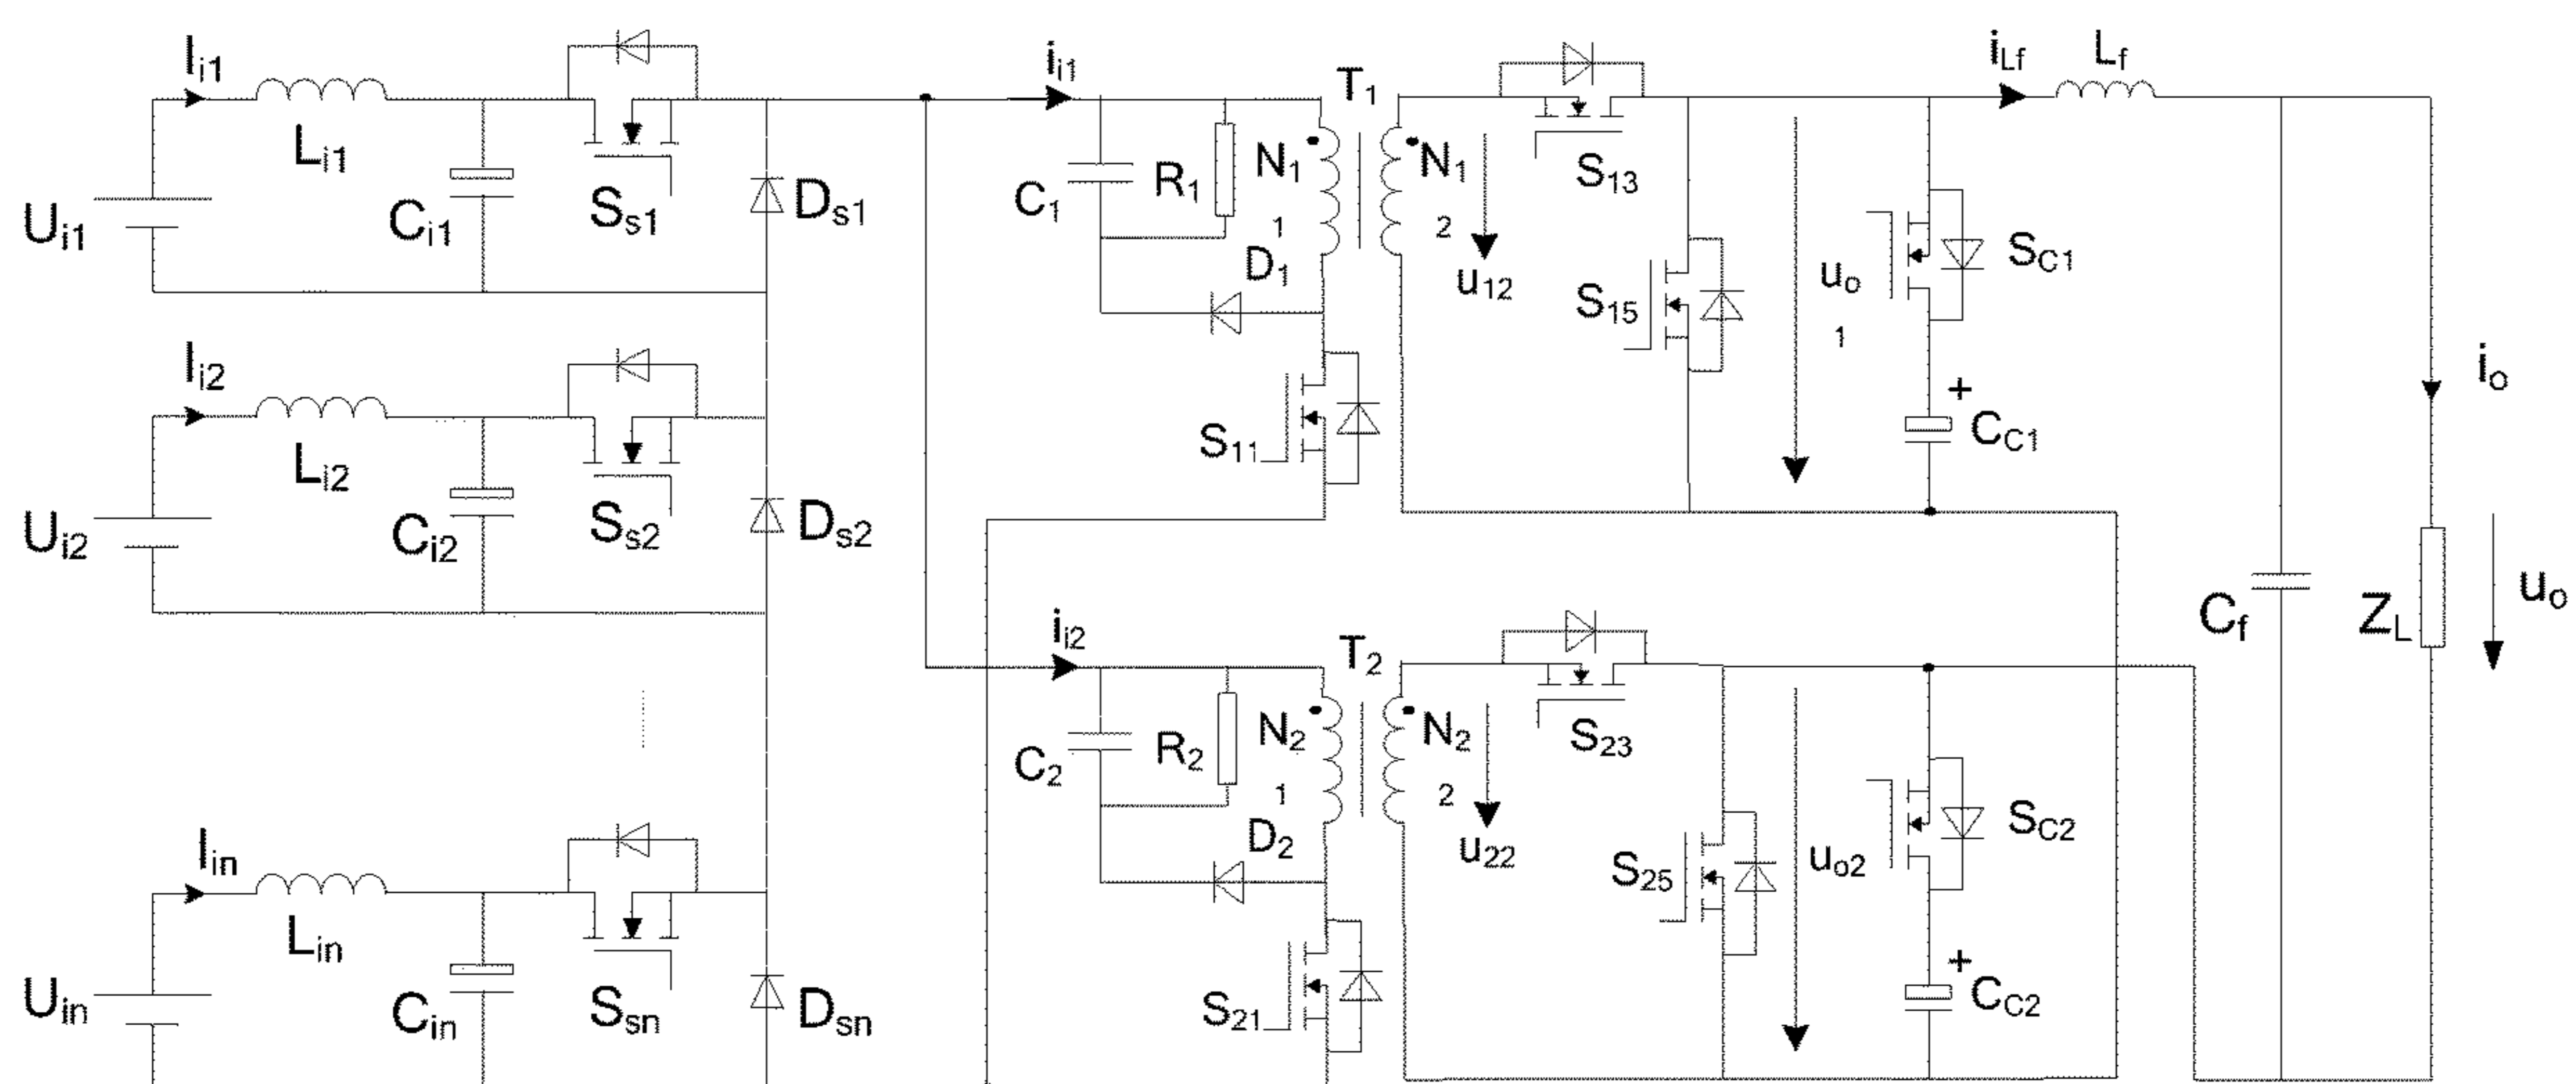 Ii1
Li1
Ui1
Ci1
Ss1
Ds1
Ii2
Li2
Ui2
Ci2
Ss2
Ds2
Iin
Lin
Uin
Cin
Ssn
Dsn
ii1
C1
R1
N1
1
D1
T1
N1
2
u12
S11
S13
S15
uo
1
SC1
+
CC1
iLf
Lf
io
ii2
C2
R2
N2
1
D2
T2
N2
2
u22
S21
S23
S25
uo2
SC2
+
CC2
Cf
ZL
uo